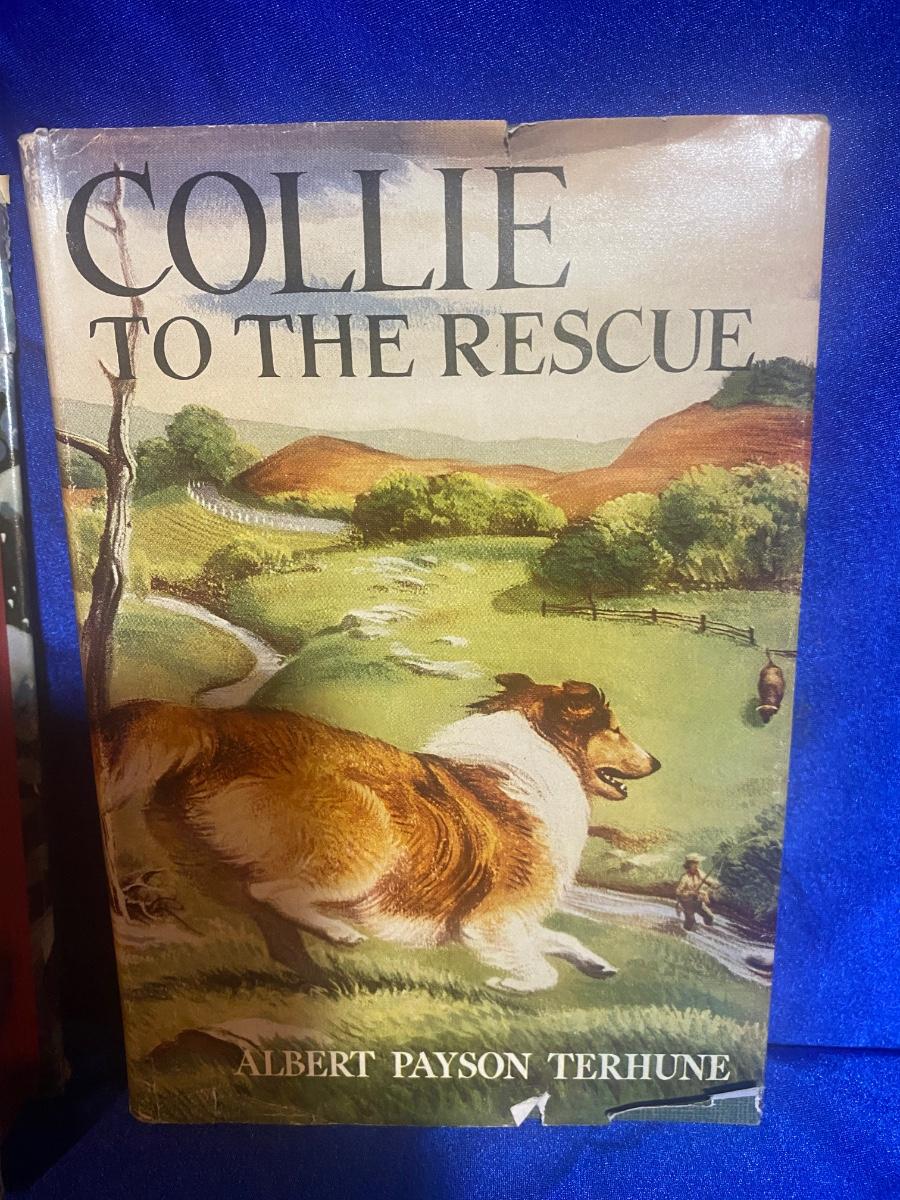 COLLIE
TO THE RESCUE
ALBERT PAYSON TERHUNE